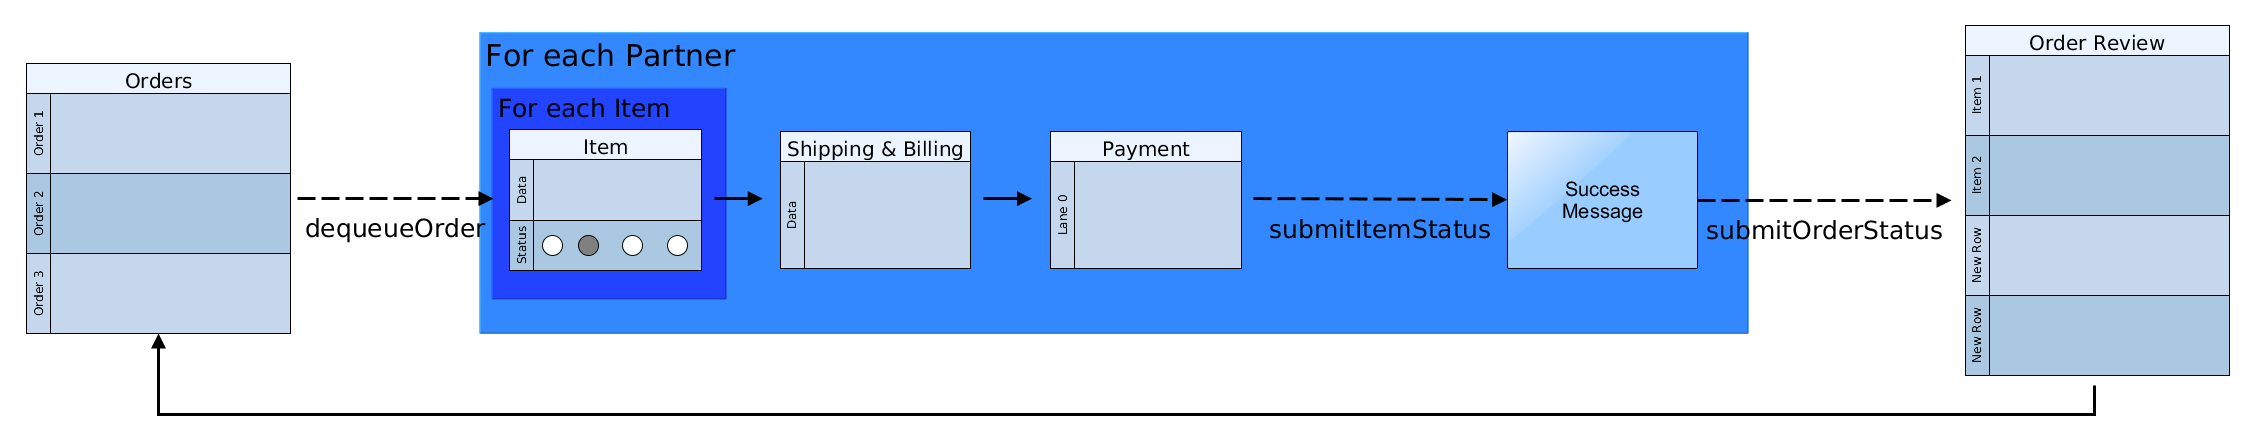 Orders
Order 1
Order 2
Order 3
dequeueOrder
For each Partner
For each Item
Item
Data
Status
Shipping & Billing
Data
Payment
Lane 0
submitItemStatus
Success
Message
submitOrderStatus
Order Review
Item 1
Item 2
New Row
New Row